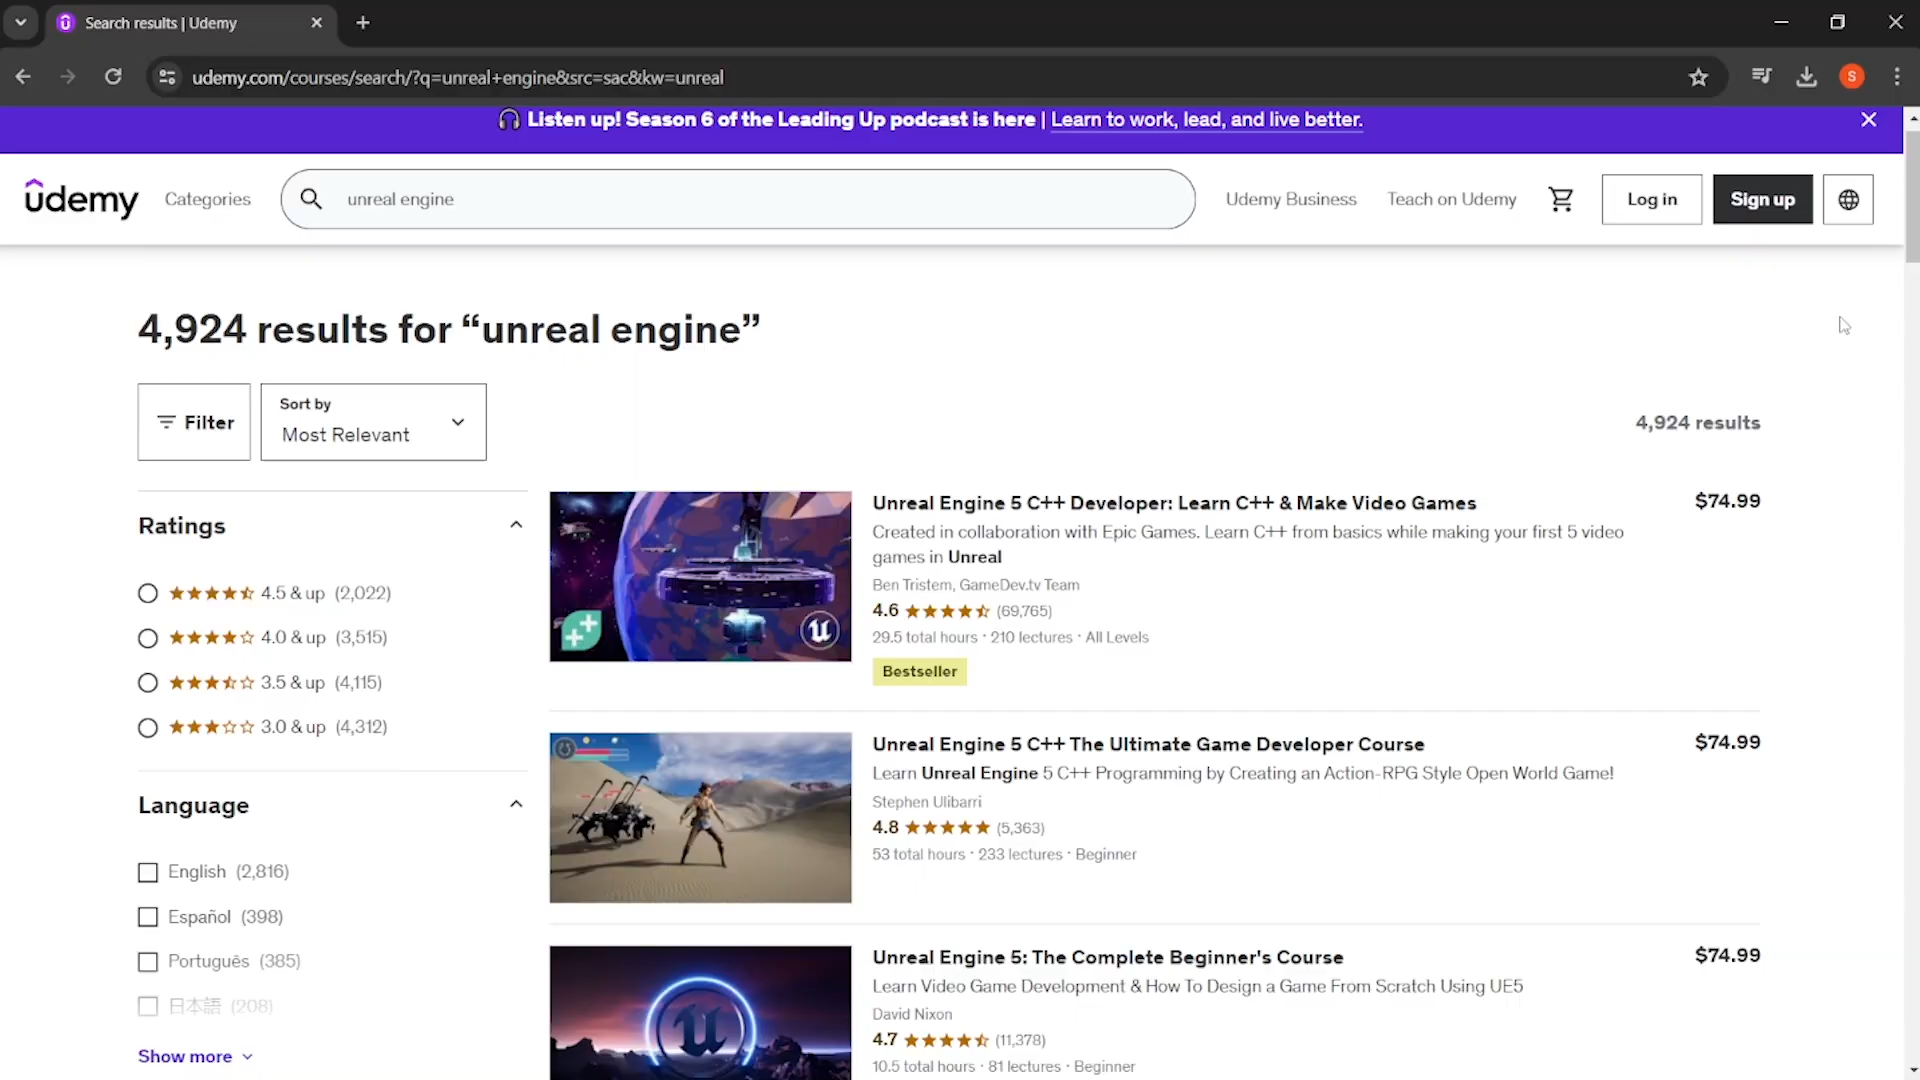 Search results | Udemy
udemy.com/courses/search/?q=unreal+engine&src=sac&kw=unreal
S
Listen up! Season 6 of the Leading Up podcast is here | Learn to work, lead, and live better.
udemy
Categories
unreal engine
Udemy Business
Teach on Udemy
Log in
Sign up
4,924 results for “unreal engine”
Filter
Sort by
Most Relevant
4,924 results
Ratings
4.5 & up (2,022)
4.0 & up (3,515)
3.5 & up (4,115)
3.0 & up (4,312)
Language
English (2,816)
Español (398)
Português (385)
日本語 (208)
Show more
Unreal Engine 5 C++ Developer: Learn C++ & Make Video Games
$74.99
Created in collaboration with Epic Games. Learn C++ from basics while making your first 5 video
games in Unreal
Ben Tristem, GameDev.tv Team
4.6 (69,765)
29.5 total hours · 210 lectures · All Levels
Bestseller
Unreal Engine 5 C++ The Ultimate Game Developer Course
$74.99
Learn Unreal Engine 5 C++ Programming by Creating an Action-RPG Style Open World Game!
Stephen Ulibarri
4.8 (5,363)
53 total hours · 233 lectures · Beginner
Unreal Engine 5: The Complete Beginner's Course
$74.99
Learn Video Game Development & How To Design a Game From Scratch Using UE5
David Nixon
4.7 (11,378)
10.5 total hours · 81 lectures · Beginner